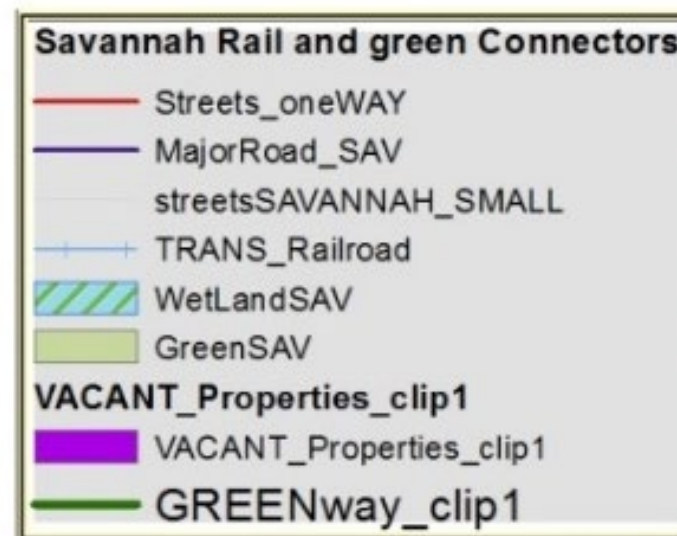 Savannah Rail and green Connectors
Streets_oneWAY
MajorRoad_SAV
streetsSAVANNAH_SMALL
TRANS_Railroad
WetLandSAV
GreenSAV
VACANT_Properties_clip1
VACANT_Properties_clip1
GREENway_clip1